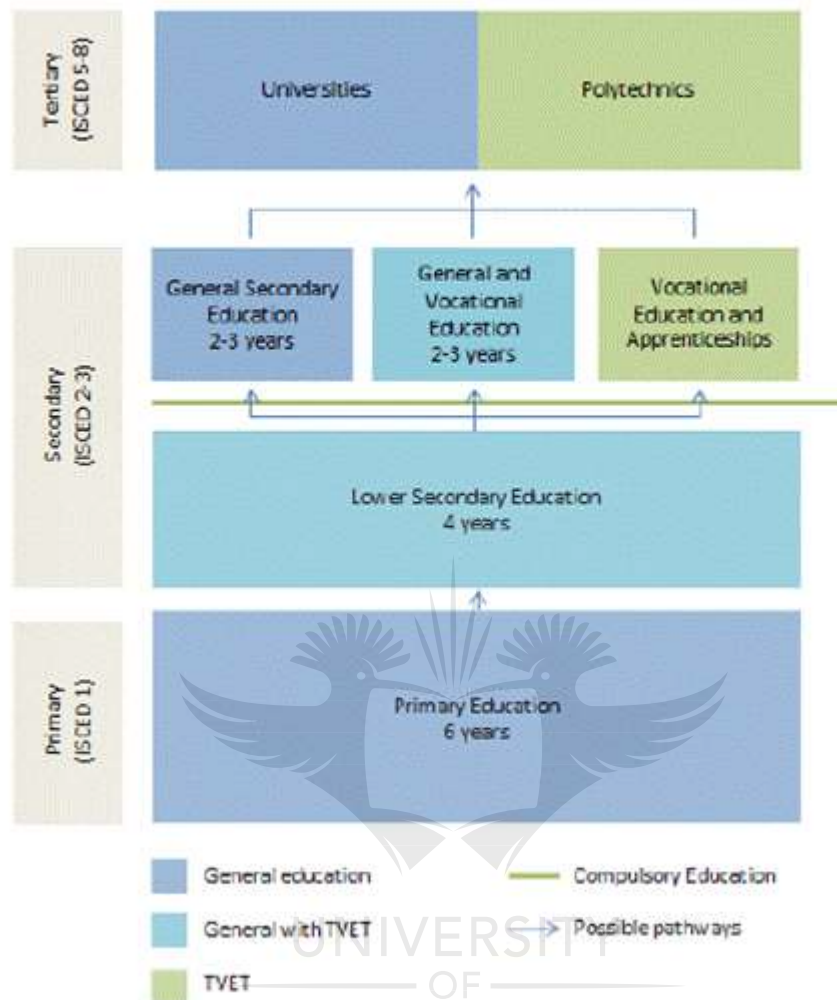 Tertiary
(ISCED 5-8)
Universities
Polytechnics
Secondary
(ISCED 2-3)
General Secondary
Education
2-3 years
General and
Vocational
Education
2-3 years
Vocational
Education and
Apprenticeships
Lower Secondary Education
4 years
Primary
(ISCED 1)
Primary Education
6 years
General education
Compulsory Education
General with TVET
Possible pathways
TVET
UNIVERSITY
OF